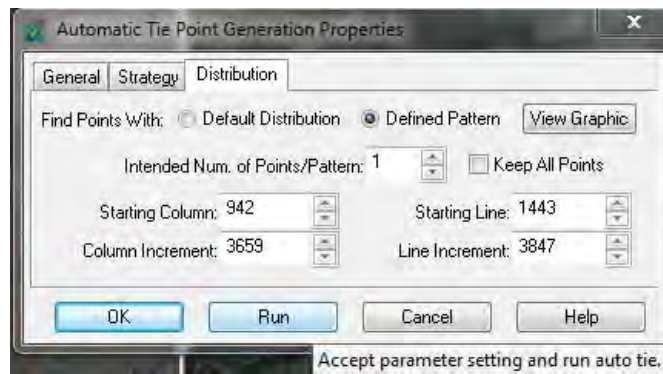 Automatic Tie Point Generation Properties
x
General Strategy Distribution
Find Points With: Default Distribution Defined Pattern View Graphic
Intended Num. of Points/Pattern: 1 Keep All Points
Starting Column: 942 Starting Line: 1443
Column Increment: 3659 Line Increment: 3847
OK Run Cancel Help
Accept parameter setting and run auto tie.